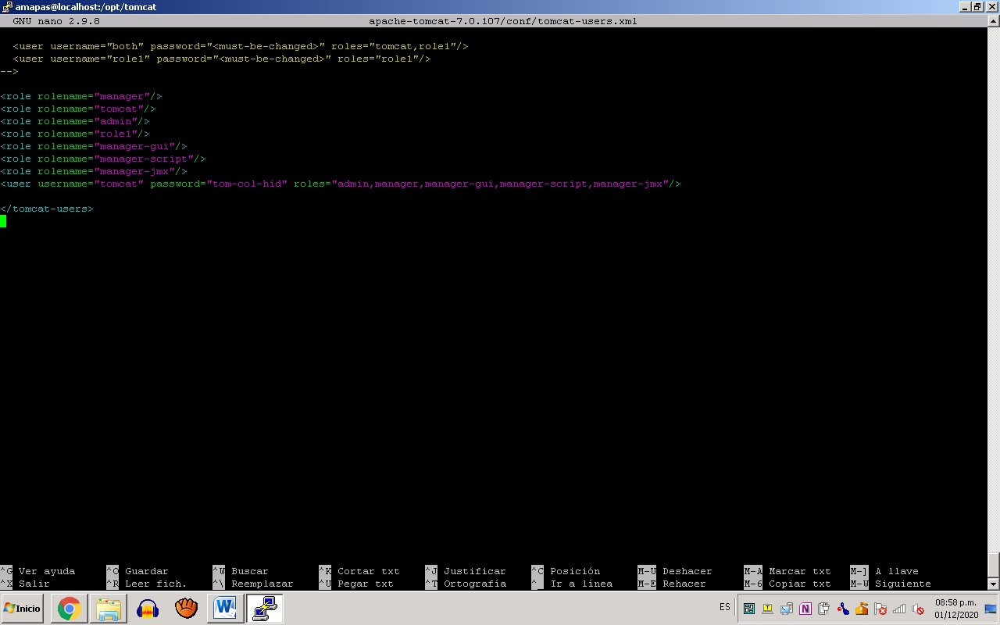 amapas@localhost:/opt/tomcat
GNU nano 2.9.8 apache-tomcat-7.0.107/conf/tomcat-users.xml
<user username="both" password="<must-be-changed>" roles="tomcat,role1"/>
<user username="role1" password="<must-be-changed>" roles="role1"/>
-->
<role rolename="manager"/>
<role rolename="tomcat"/>
<role rolename="admin"/>
<role rolename="role1"/>
<role rolename="manager-gui"/>
<role rolename="manager-script"/>
<role rolename="manager-jmx"/>
<user username="tomcat" password="tom-col-hid" roles="admin,manager,manager-gui,manager-script,manager-jmx"/>
</tomcat-users>
^G Ver ayuda ^O Guardar ^W Buscar ^K Cortar txt ^J Justificar ^C Posición M-U Deshacer M-A Marcar txt M-] A llave
^X Salir ^R Leer fich. ^\ Reemplazar ^U Pegar txt ^T Ortografía ^_ Ir a línea M-E Rehacer M-6 Copiar txt M-W Siguiente
Inicio ES 08:58 p.m.
01/12/2020